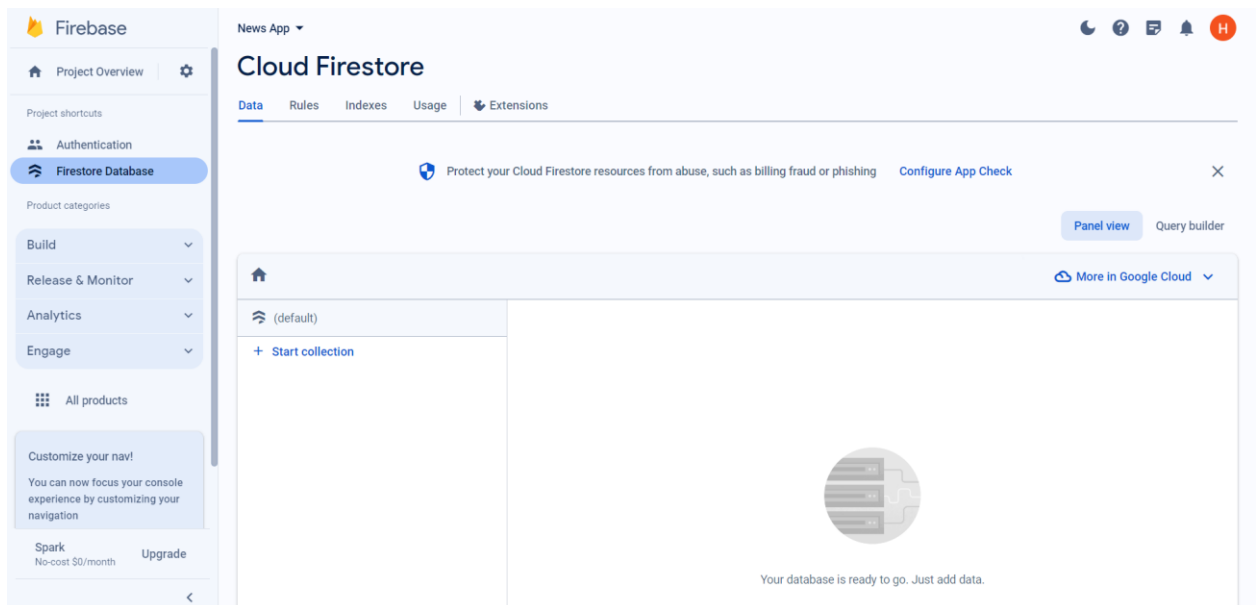 Firebase
Project Overview
Project shortcuts
Authentication
Firestore Database
Product categories
Build
Release & Monitor
Analytics
Engage
All products
Customize your nav!
You can now focus your console
experience by customizing your
navigation
Spark
No-cost $0/month
Upgrade
News App
H
Cloud Firestore
Data Rules Indexes Usage Extensions
Protect your Cloud Firestore resources from abuse, such as billing fraud or phishing Configure App Check
Panel view Query builder
More in Google Cloud
(default)
+ Start collection
Your database is ready to go. Just add data.